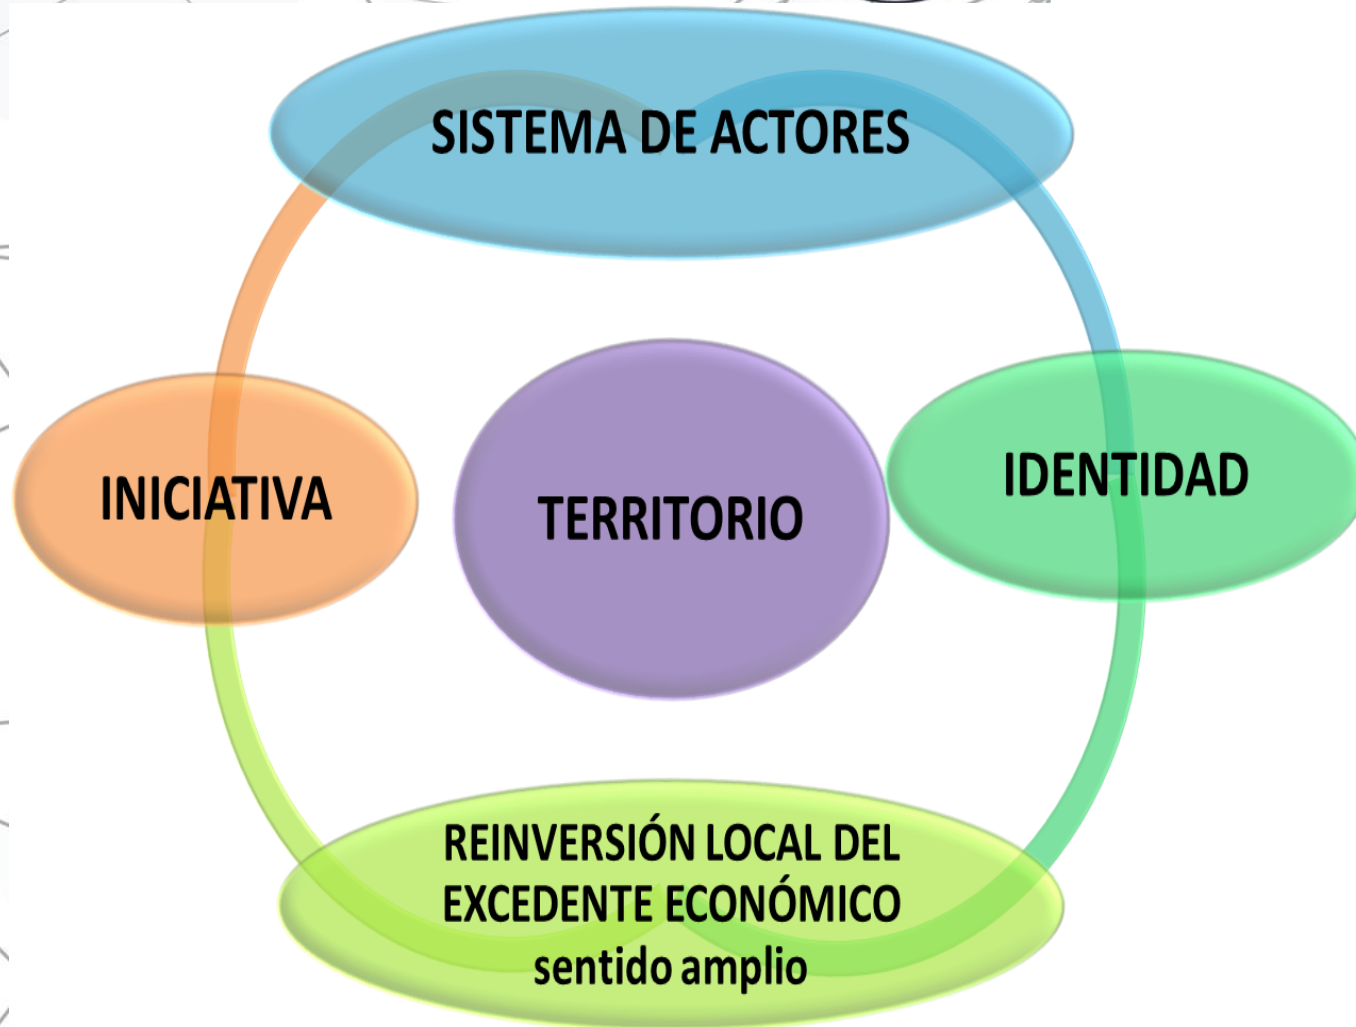 SISTEMA DE ACTORES
INICIATIVA
TERRITORIO
IDENTIDAD
REINVERSIÓN LOCAL DEL
EXCEDENTE ECONÓMICO
sentido amplio